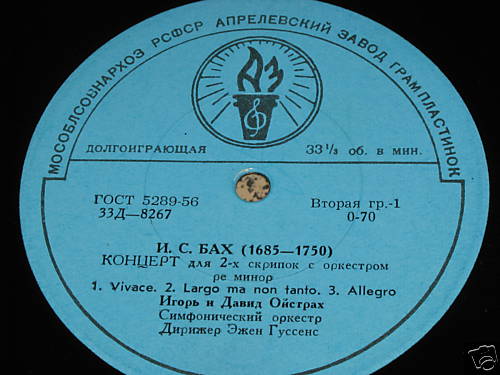 МОСОБЛСОВНАРХОЗ РСФСР АПРЕЛЕВСКИЙ ЗАВОД ГРАМПЛАСТИНОК
АЗ
ДОЛГОИГРАЮЩАЯ
33⅓ об. в мин.
ГОСТ 5289-56
Вторая гр.-1
33Д—8267
0-70
И. С. БАХ (1685—1750)
КОНЦЕРТ для 2-х скрипок с оркестром
ре минор
1. Vivace. 2. Largo ma non tanto. 3. Allegro
Игорь и Давид Ойстрах
Симфонический оркестр
Дирижер Эжен Гуссенс